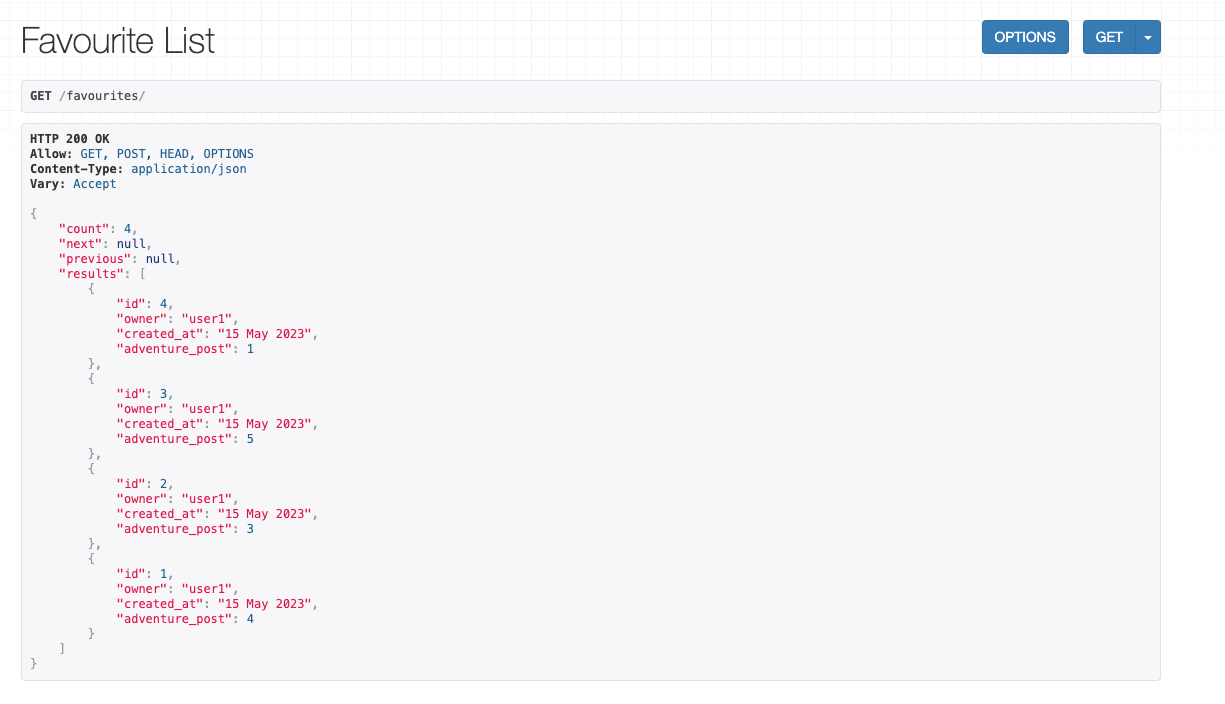 Favourite List
OPTIONS
GET
GET /favourites/
HTTP 200 OK
Allow: GET, POST, HEAD, OPTIONS
Content-Type: application/json
Vary: Accept
{
    "count": 4,
    "next": null,
    "previous": null,
    "results": [
        {
            "id": 4,
            "owner": "user1",
            "created_at": "15 May 2023",
            "adventure_post": 1
        },
        {
            "id": 3,
            "owner": "user1",
            "created_at": "15 May 2023",
            "adventure_post": 5
        },
        {
            "id": 2,
            "owner": "user1",
            "created_at": "15 May 2023",
            "adventure_post": 3
        },
        {
            "id": 1,
            "owner": "user1",
            "created_at": "15 May 2023",
            "adventure_post": 4
        }
    ]
}